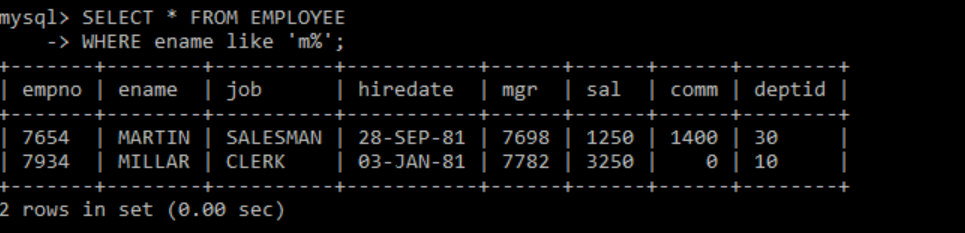 mysql> SELECT * FROM EMPLOYEE
    -> WHERE ename like 'm%';
+-------+--------+----------+-----------+------+------+------+--------+
| empno | ename  | job      | hiredate  | mgr  | sal  | comm | deptid |
+-------+--------+----------+-----------+------+------+------+--------+
| 7654  | MARTIN | SALESMAN | 28-SEP-81 | 7698 | 1250 | 1400 | 30     |
| 7934  | MILLAR | CLERK    | 03-JAN-81 | 7782 | 3250 |    0 | 10     |
+-------+--------+----------+-----------+------+------+------+--------+
2 rows in set (0.00 sec)